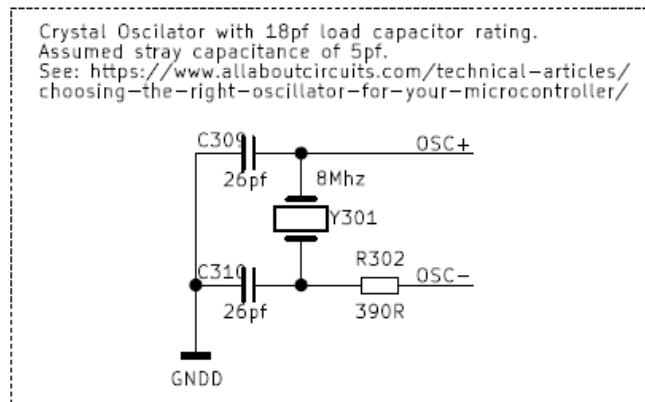 Crystal Oscilator with 18pf load capacitor rating.
Assumed stray capacitance of 5pf.
See: https://www.allaboutcircuits.com/technical-articles/
choosing-the-right-oscillator-for-your-microcontroller/
C309
OSC+
26pf
8Mhz
Y301
R302
C310
OSC-
26pf
390R
GNDD